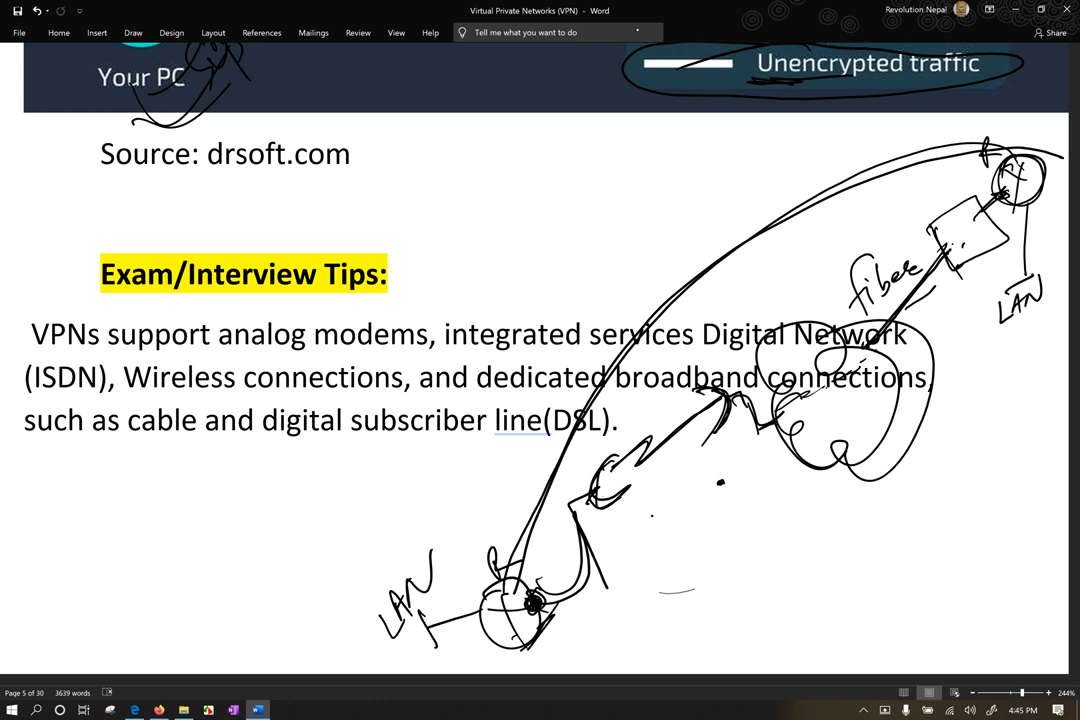 Virtual Private Networks (VPN) - Word
Revolution Nepal
File Home Insert Draw Design Layout References Mailings Review View Help Tell me what you want to do Share
Your PC
Unencrypted traffic
Source: drsoft.com
Exam/Interview Tips:
VPNs support analog modems, integrated services Digital Network
(ISDN), Wireless connections, and dedicated broadband connections,
such as cable and digital subscriber line(DSL).
fiber
LAN
LAN
Page 5 of 30 3639 words
244%
4:45 PM